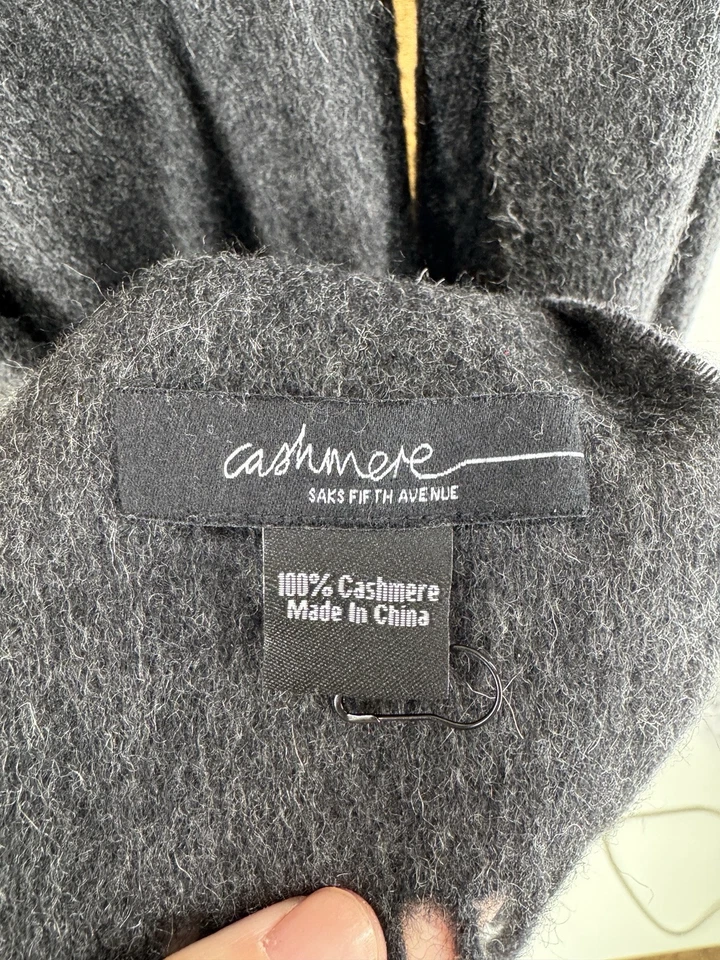 cashmere
SAKS FIFTH AVENUE
100% Cashmere
Made In China